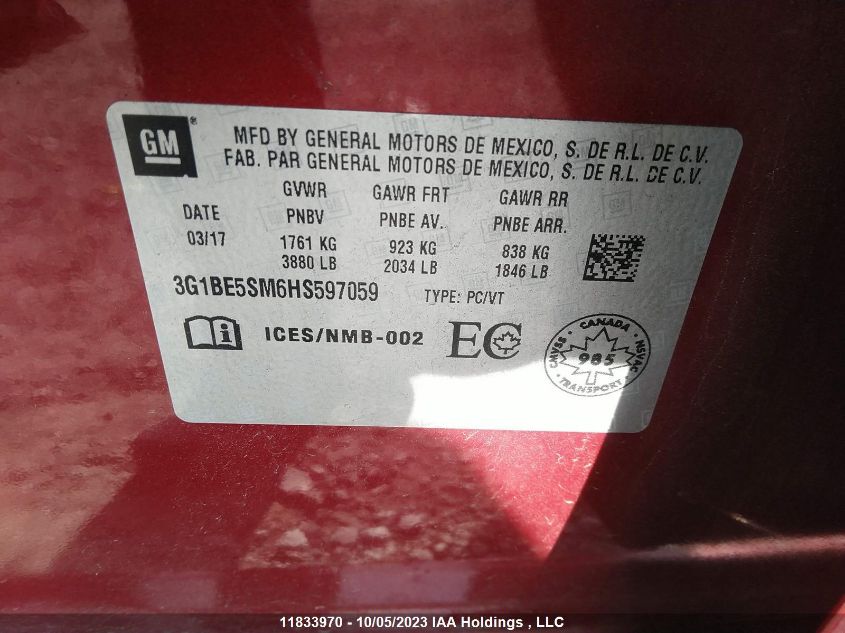 GM ®
MFD BY GENERAL MOTORS DE MEXICO, S. DE R.L. DE C.V.
FAB. PAR GENERAL MOTORS DE MEXICO, S. DE R.L. DE C.V.
GVWR GAWR FRT GAWR RR
DATE PNBV PNBE AV. PNBE ARR.
03/17 1761 KG 923 KG 838 KG
3880 LB 2034 LB 1846 LB
3G1BE5SM6HS597059 TYPE: PC/VT
i ICES/NMB-002 EC
CANADA
CMVSS 985 NSVAC
TRANSPORT
11833970 - 10/05/2023 IAA Holdings , LLC